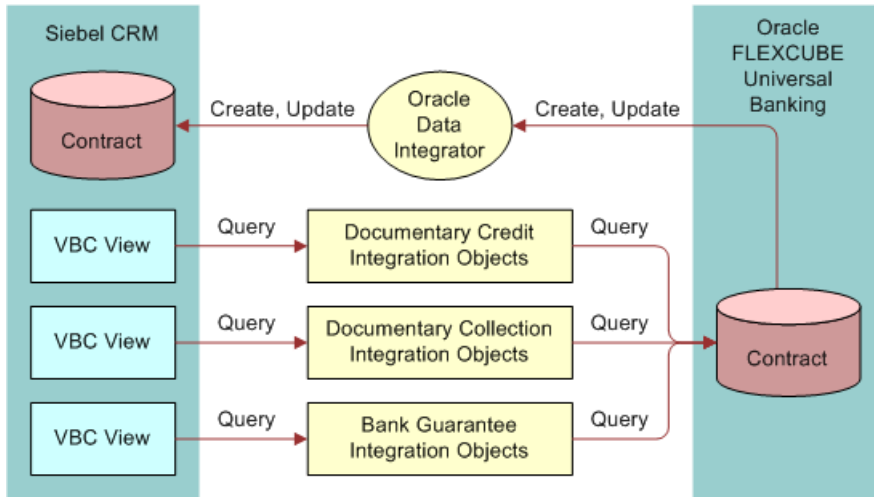 Siebel CRM
Oracle
FLEXCUBE
Universal
Banking
Contract
Create, Update
Oracle
Data
Integrator
Create, Update
VBC View
Query
Documentary Credit
Integration Objects
Query
VBC View
Query
Documentary Collection
Integration Objects
Query
Contract
VBC View
Query
Bank Guarantee
Integration Objects
Query